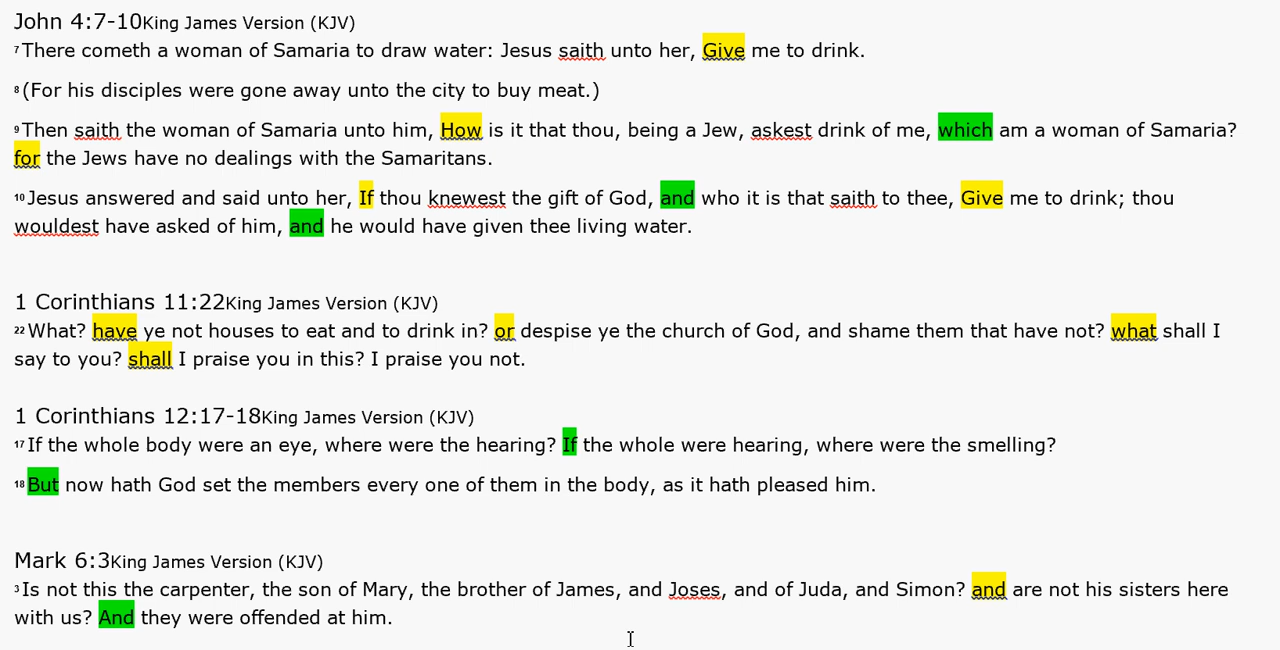 John 4:7-10King James Version (KJV)
7There cometh a woman of Samaria to draw water: Jesus saith unto her, Give me to drink.
8(For his disciples were gone away unto the city to buy meat.)
9Then saith the woman of Samaria unto him, How is it that thou, being a Jew, askest drink of me, which am a woman of Samaria?
for the Jews have no dealings with the Samaritans.
10Jesus answered and said unto her, If thou knewest the gift of God, and who it is that saith to thee, Give me to drink; thou
wouldest have asked of him, and he would have given thee living water.
1 Corinthians 11:22King James Version (KJV)
22What? have ye not houses to eat and to drink in? or despise ye the church of God, and shame them that have not? what shall I
say to you? shall I praise you in this? I praise you not.
1 Corinthians 12:17-18King James Version (KJV)
17If the whole body were an eye, where were the hearing? If the whole were hearing, where were the smelling?
18But now hath God set the members every one of them in the body, as it hath pleased him.
Mark 6:3King James Version (KJV)
3Is not this the carpenter, the son of Mary, the brother of James, and Joses, and of Juda, and Simon? and are not his sisters here
with us? And they were offended at him.